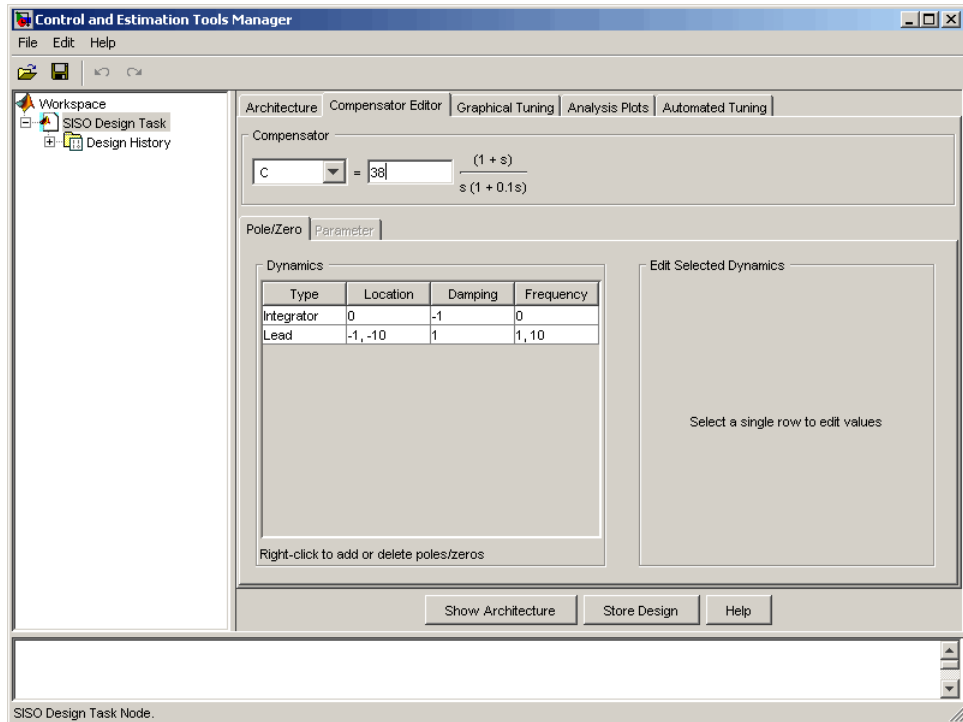 Control and Estimation Tools Manager
File Edit Help
Workspace
SISO Design Task
Design History
Architecture Compensator Editor Graphical Tuning Analysis Plots Automated Tuning
Compensator
C = 38 (1 + s)
s (1 + 0.1s)
Pole/Zero Parameter
Dynamics
Type Location Damping Frequency
Integrator 0 -1 0
Lead -1, -10 1 1, 10
Right-click to add or delete poles/zeros
Edit Selected Dynamics
Select a single row to edit values
Show Architecture Store Design Help
SISO Design Task Node.